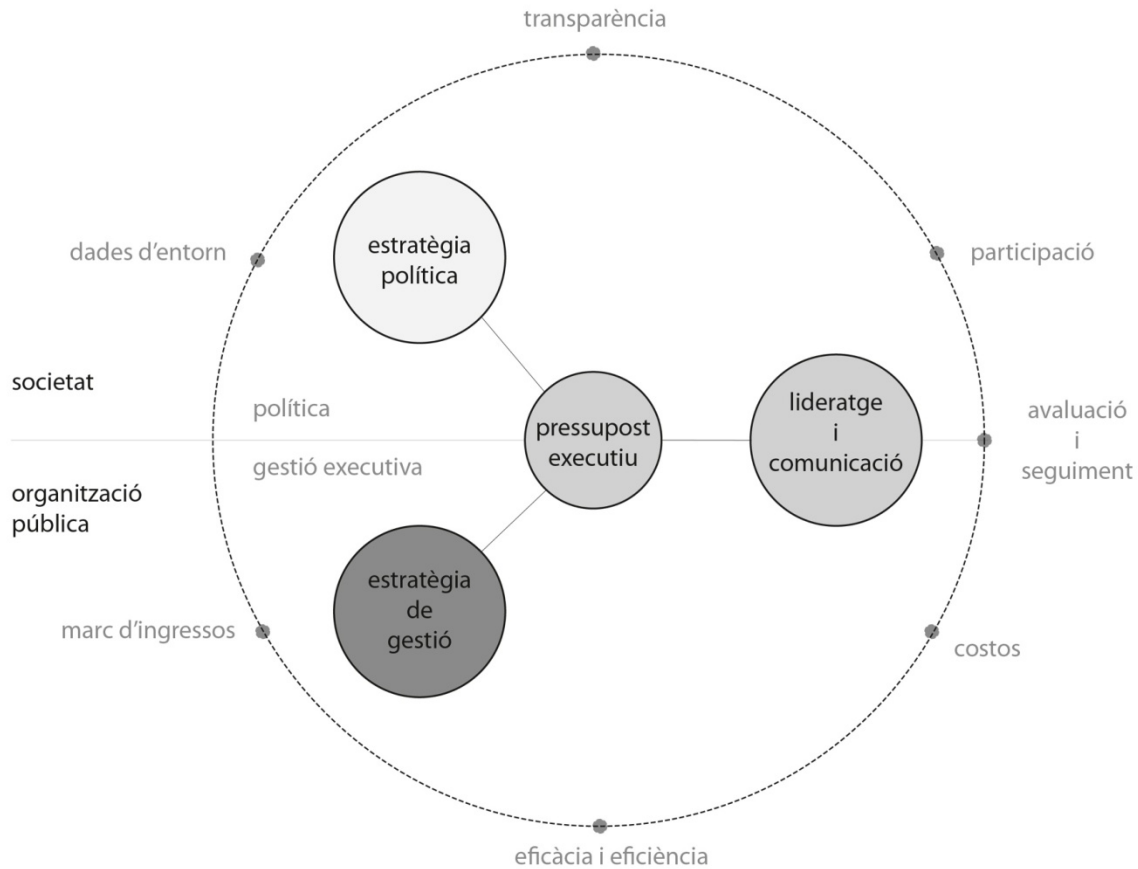 transparència
dades d'entorn
estratègia
política
participació
societat
política
pressupost
executiu
lideratge
i
comunicació
avaluació
i
seguiment
gestió executiva
organització
pública
estratègia
de
gestió
marc d'ingressos
costos
eficàcia i eficiència